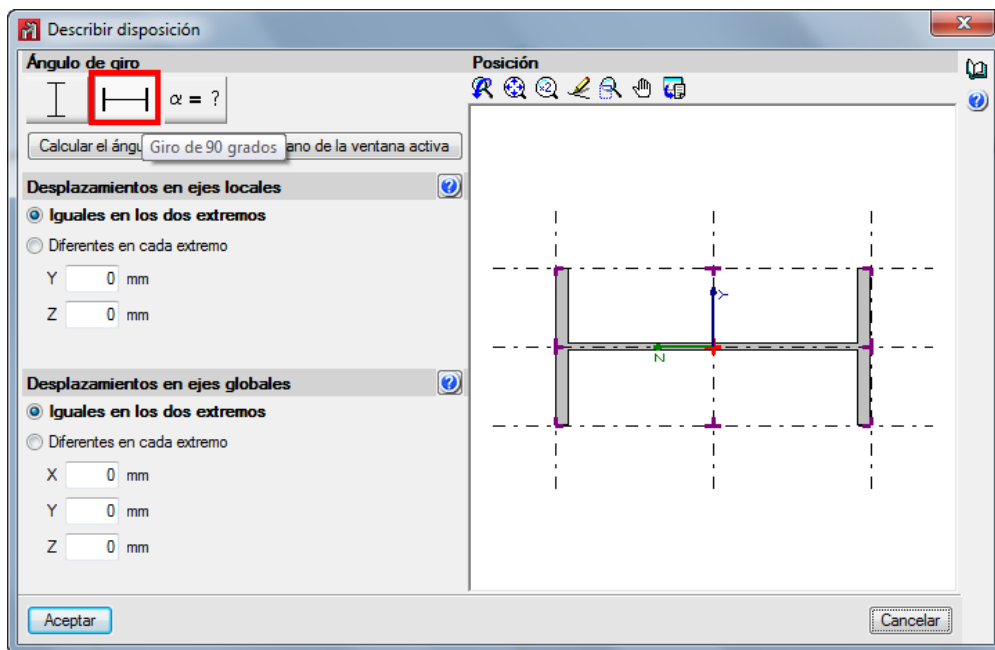 Describir disposición
Ángulo de giro
α = ?
Calcular el ángu
Giro de 90 grados
ano de la ventana activa
Desplazamientos en ejes locales
Iguales en los dos extremos
Diferentes en cada extremo
Y 0 mm
Z 0 mm
Desplazamientos en ejes globales
Iguales en los dos extremos
Diferentes en cada extremo
X 0 mm
Y 0 mm
Z 0 mm
Posición
x2
Y
Z
Aceptar
Cancelar